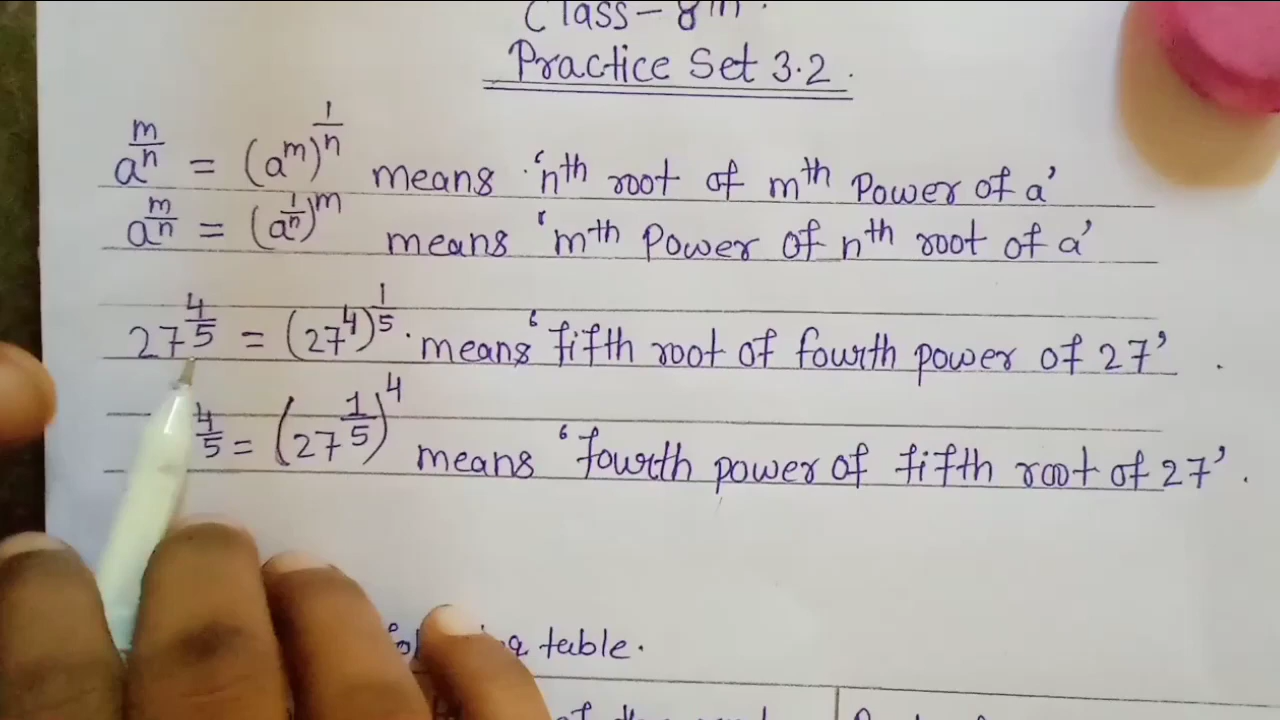 Class - 8th.
Practice Set 3.2.
a^(m/n) = (a^m)^(1/n) means 'nth root of mth Power of a'
a^(m/n) = (a^(1/n))^m means 'mth Power of nth root of a'
27^(4/5) = (27^4)^(1/5). means 'fifth root of fourth power of 27'.
^(4/5) = (27^(1/5))^4 means 'fourth power of fifth root of 27'.
table.